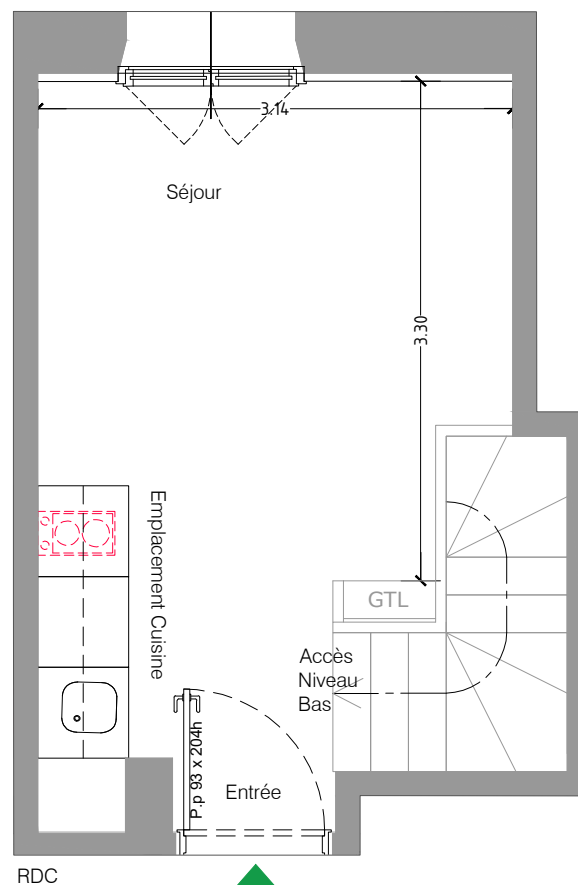 3.14
Séjour
3.30
Emplacement Cuisine
GTL
Accès
Niveau
Bas
P.p 93 x 204h
Entrée
RDC